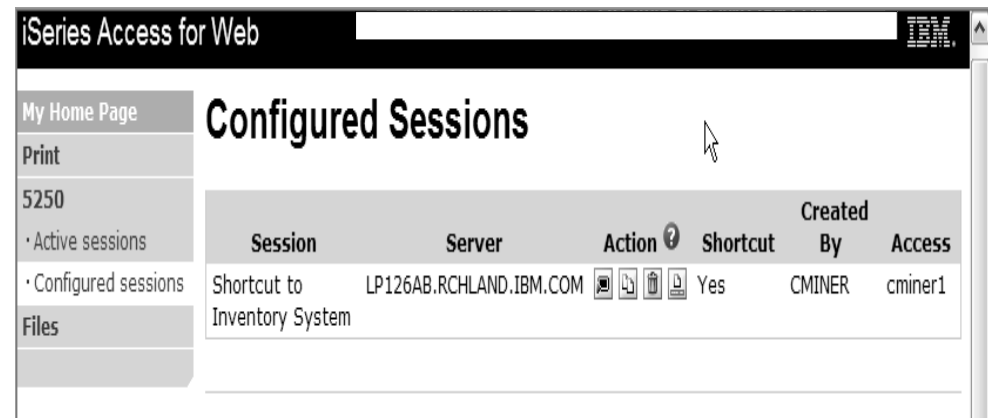 iSeries Access for Web
IBM.
My Home Page
Print
5250
· Active sessions
· Configured sessions
Files
Configured Sessions
Session Server Action ? Shortcut Created By Access
Shortcut to Inventory System LP126AB.RCHLAND.IBM.COM Yes CMINER cminer1